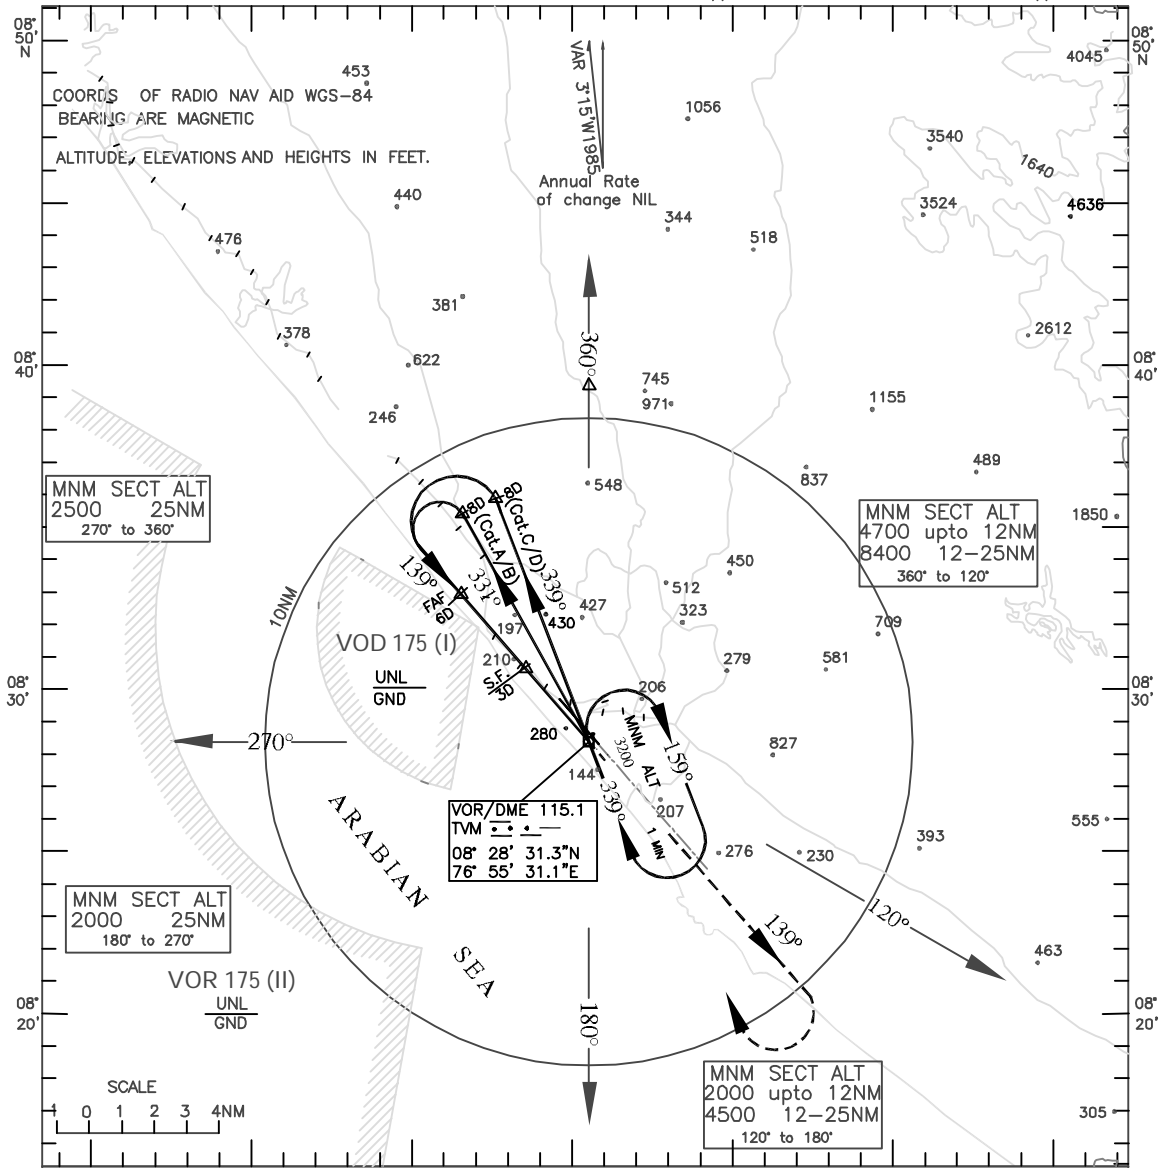 08°
50'
N
08°
50'
N
4045
453
COORDS OF RADIO NAV AID WGS-84
BEARING ARE MAGNETIC
ALTITUDE, ELEVATIONS AND HEIGHTS IN FEET.
VAR 3°15'W1985
Annual Rate
of change NIL
1056
3540
1640
3524
4636
440
344
518
476
381
2612
378
622
360°
08°
40'
08°
40'
745
971
1155
246
489
837
548
1850
MNM SECT ALT
2500 25NM
270° to 360°
MNM SECT ALT
4700 upto 12NM
8400 12-25NM
360° to 120°
8D
(Cat.A/B)
8D
(Cat.C/D)
139°
331°
339°
FAF
6D
10NM
450
512
427
323
430
197
709
VOD 175 (I)
UNL
GND
210
279
581
08°
30'
08°
30'
206
280
270°
MNM ALT
3200
159°
827
144
339°
207
1 MIN
VOR/DME 115.1
TVM
08° 28' 31.3"N
76° 55' 31.1"E
276
230
393
555
ARABIAN
SEA
MNM SECT ALT
2000 25NM
180° to 270°
120°
139°
463
VOR 175 (II)
UNL
GND
08°
20'
08°
20'
180°
MNM SECT ALT
2000 upto 12NM
4500 12-25NM
120° to 180°
SCALE
1 0 1 2 3 4NM
305